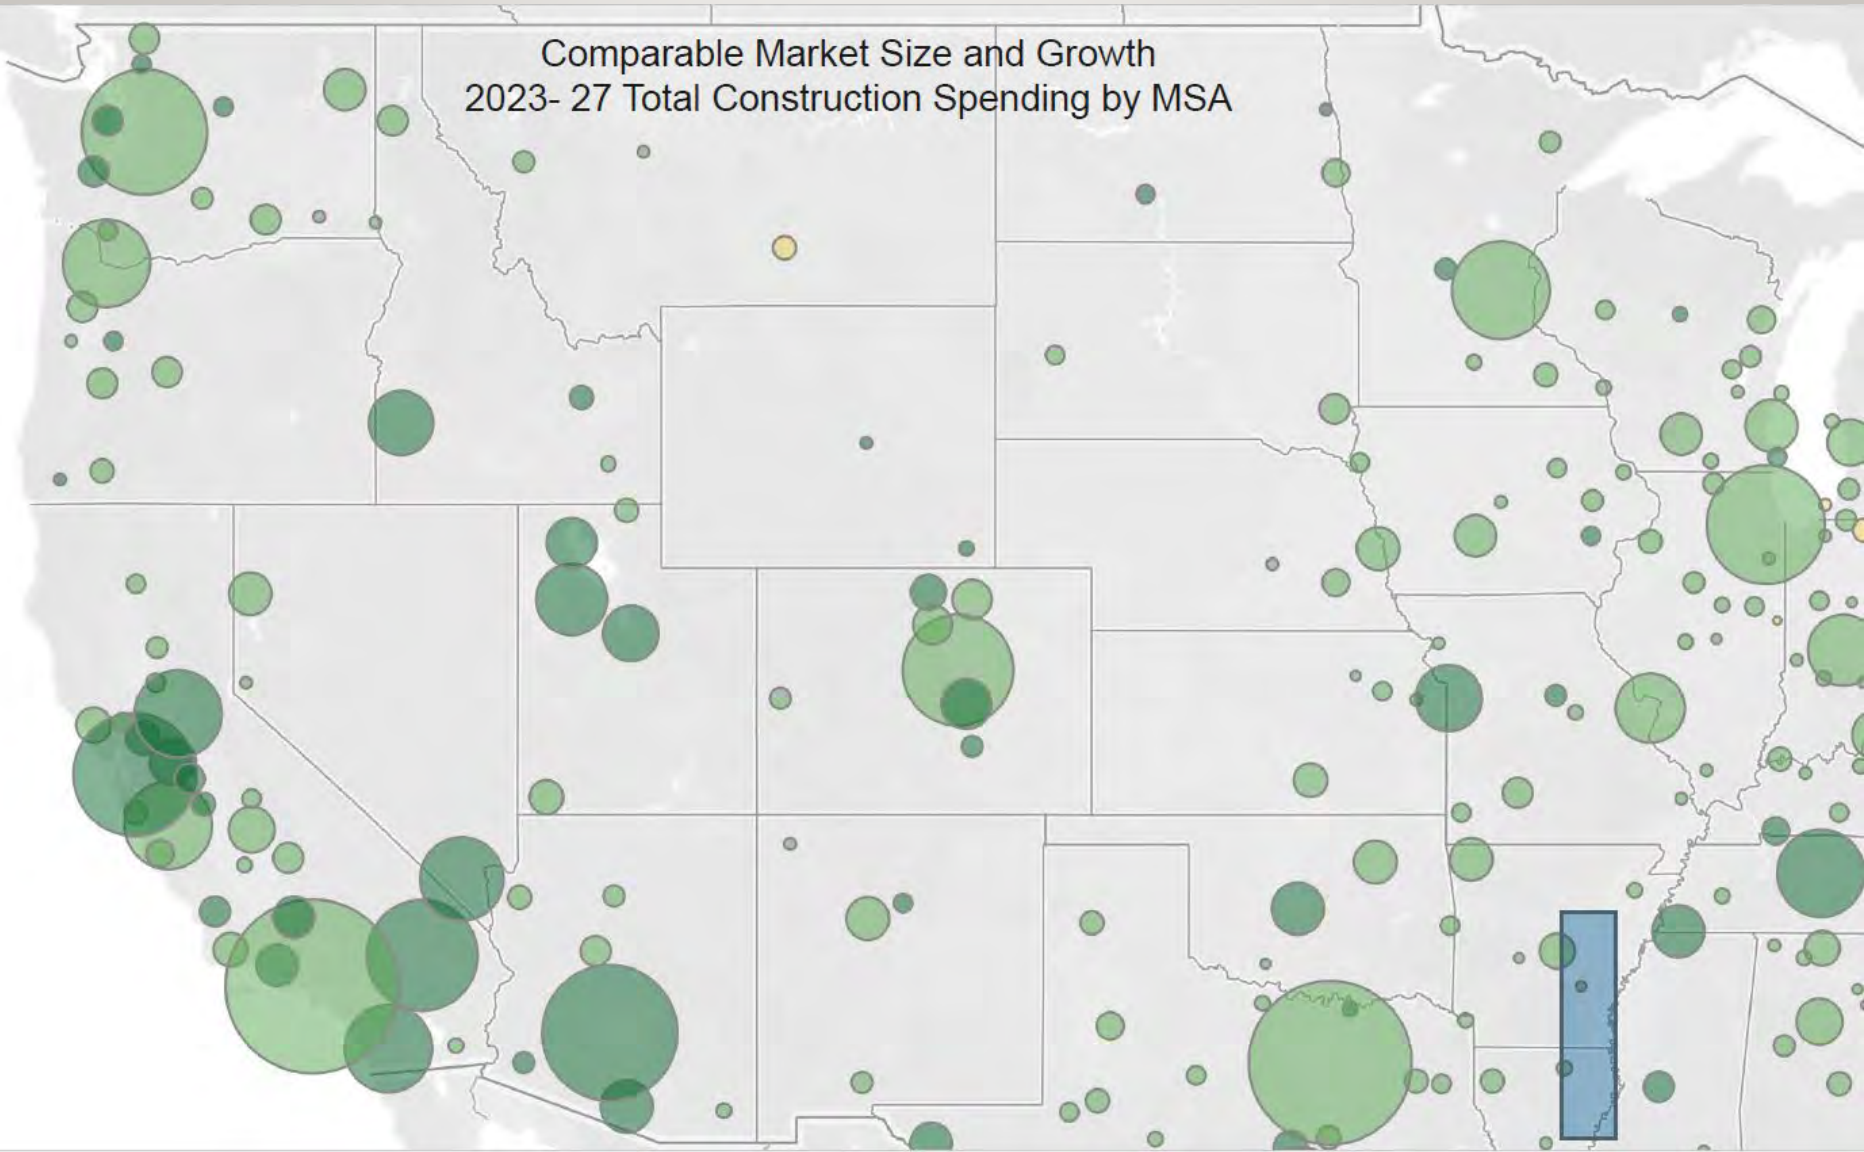 Comparable Market Size and Growth
2023- 27 Total Construction Spending by MSA